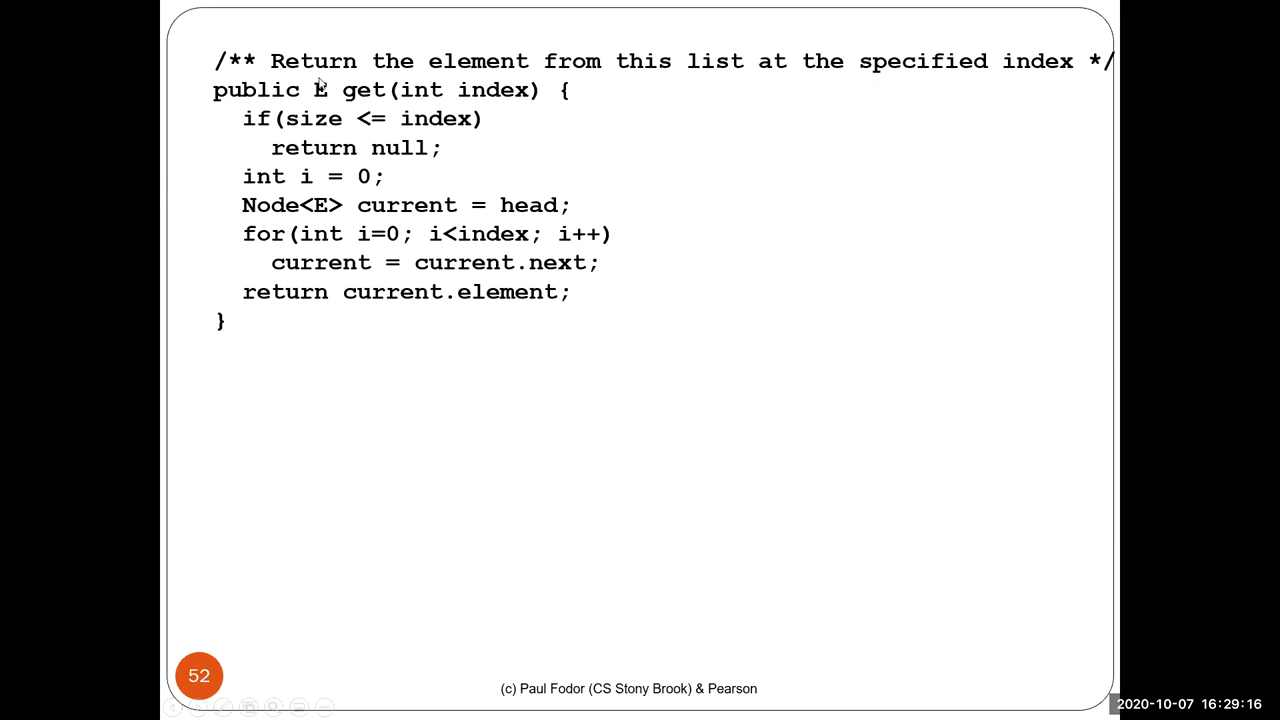 /** Return the element from this list at the specified index */
public E get(int index) {
if(size <= index)
return null;
int i = 0;
Node<E> current = head;
for(int i=0; i<index; i++)
current = current.next;
return current.element;
}
52
(c) Paul Fodor (CS Stony Brook) & Pearson
2020-10-07 16:29:16